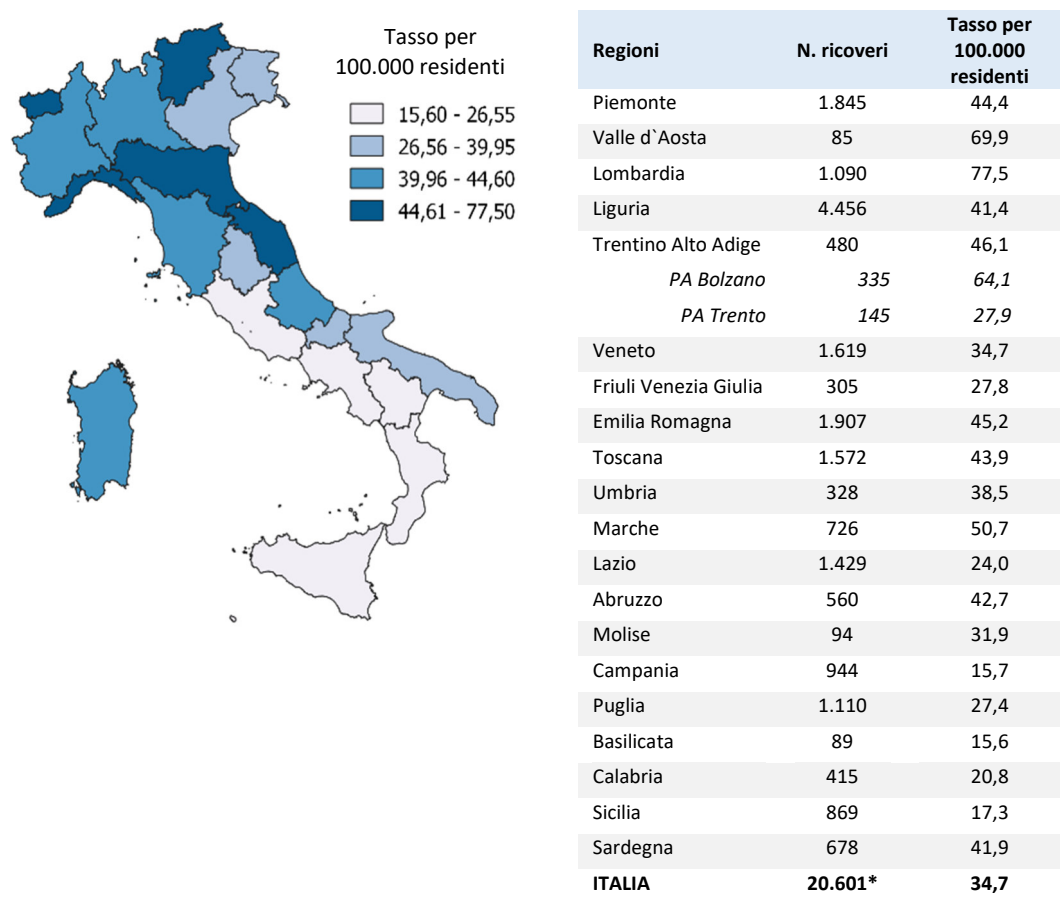 Tasso per
100.000 residenti
15,60 - 26,55
26,56 - 39,95
39,96 - 44,60
44,61 - 77,50
Regioni N. ricoveri Tasso per 100.000 residenti
Piemonte 1.845 44,4
Valle d`Aosta 85 69,9
Lombardia 1.090 77,5
Liguria 4.456 41,4
Trentino Alto Adige 480 46,1
PA Bolzano 335 64,1
PA Trento 145 27,9
Veneto 1.619 34,7
Friuli Venezia Giulia 305 27,8
Emilia Romagna 1.907 45,2
Toscana 1.572 43,9
Umbria 328 38,5
Marche 726 50,7
Lazio 1.429 24,0
Abruzzo 560 42,7
Molise 94 31,9
Campania 944 15,7
Puglia 1.110 27,4
Basilicata 89 15,6
Calabria 415 20,8
Sicilia 869 17,3
Sardegna 678 41,9
ITALIA 20.601* 34,7